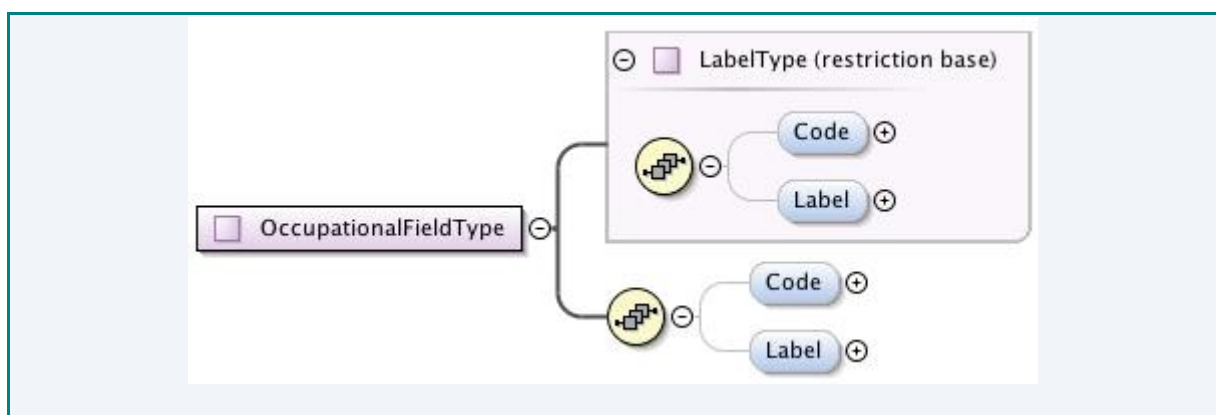 LabelType (restriction base)
Code
Label
OccupationalFieldType
Code
Label